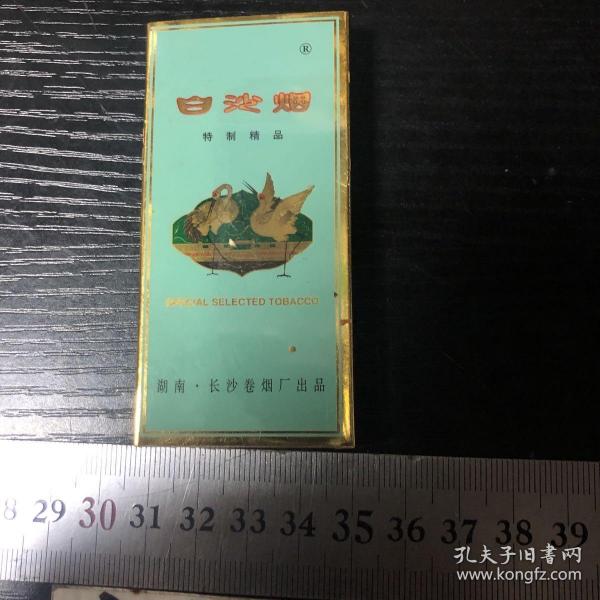 ®
白沙烟
特制精品
SPECIAL SELECTED TOBACCO
湖南·长沙卷烟厂出品
8 29 30 31 32 33 34 35 36 37 38 39
孔夫子旧書网
www.kongfz.com